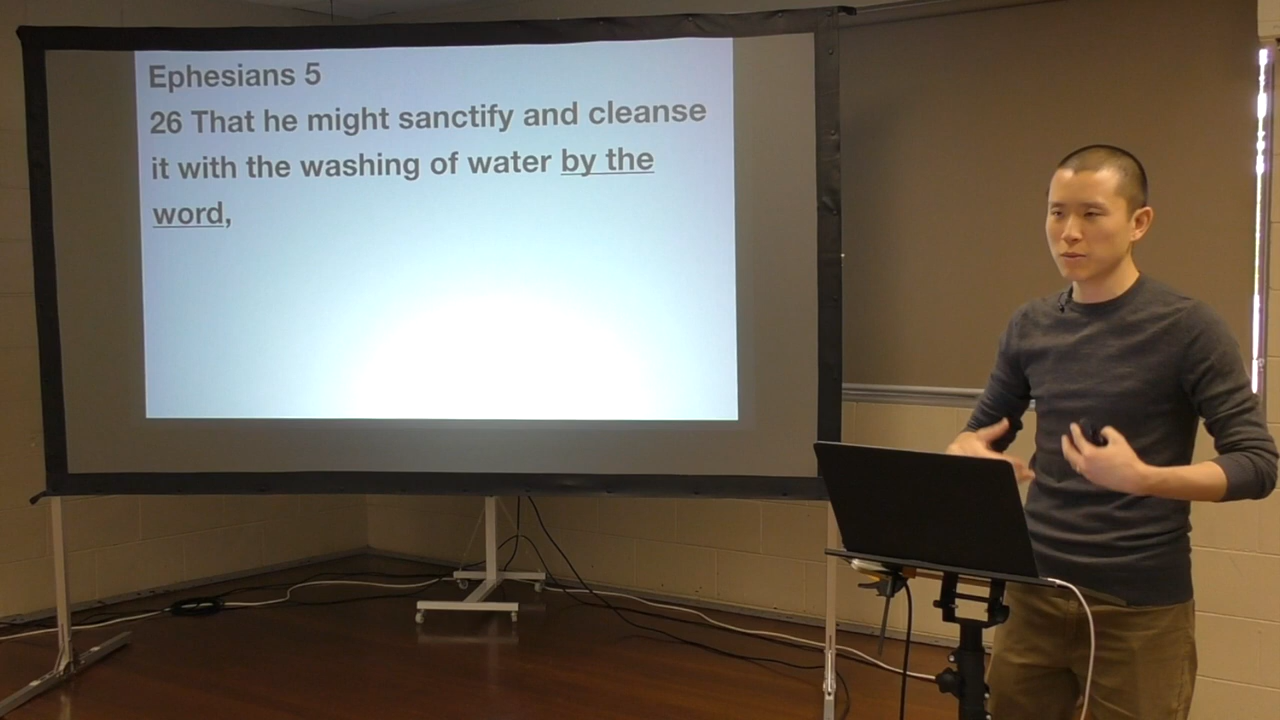 Ephesians 5
26 That he might sanctify and cleanse
it with the washing of water by the
word,